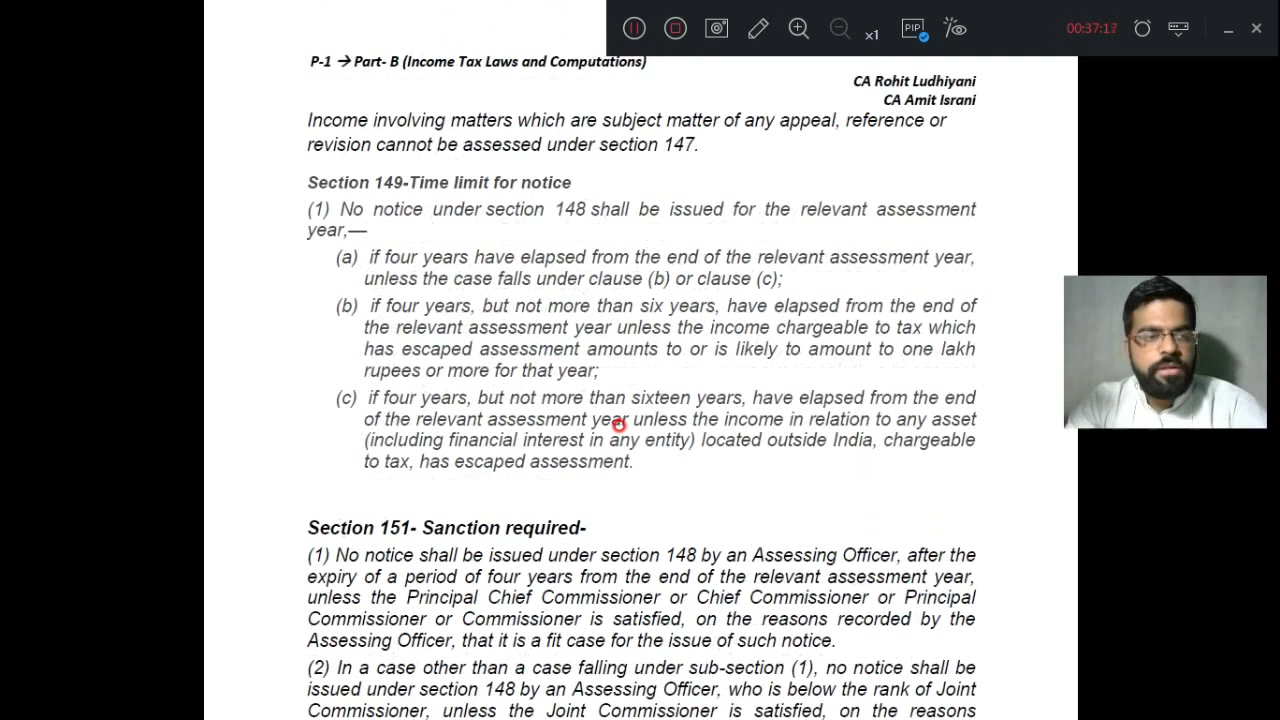 x1
PIP
00:37:17
P-1 → Part- B (Income Tax Laws and Computations)
CA Rohit Ludhiyani
CA Amit Israni
Income involving matters which are subject matter of any appeal, reference or
revision cannot be assessed under section 147.
Section 149-Time limit for notice
(1) No notice under section 148 shall be issued for the relevant assessment
year,—
(a) if four years have elapsed from the end of the relevant assessment year,
unless the case falls under clause (b) or clause (c);
(b) if four years, but not more than six years, have elapsed from the end of
the relevant assessment year unless the income chargeable to tax which
has escaped assessment amounts to or is likely to amount to one lakh
rupees or more for that year;
(c) if four years, but not more than sixteen years, have elapsed from the end
of the relevant assessment year unless the income in relation to any asset
(including financial interest in any entity) located outside India, chargeable
to tax, has escaped assessment.
Section 151- Sanction required-
(1) No notice shall be issued under section 148 by an Assessing Officer, after the
expiry of a period of four years from the end of the relevant assessment year,
unless the Principal Chief Commissioner or Chief Commissioner or Principal
Commissioner or Commissioner is satisfied, on the reasons recorded by the
Assessing Officer, that it is a fit case for the issue of such notice.
(2) In a case other than a case falling under sub-section (1), no notice shall be
issued under section 148 by an Assessing Officer, who is below the rank of Joint
Commissioner, unless the Joint Commissioner is satisfied, on the reasons